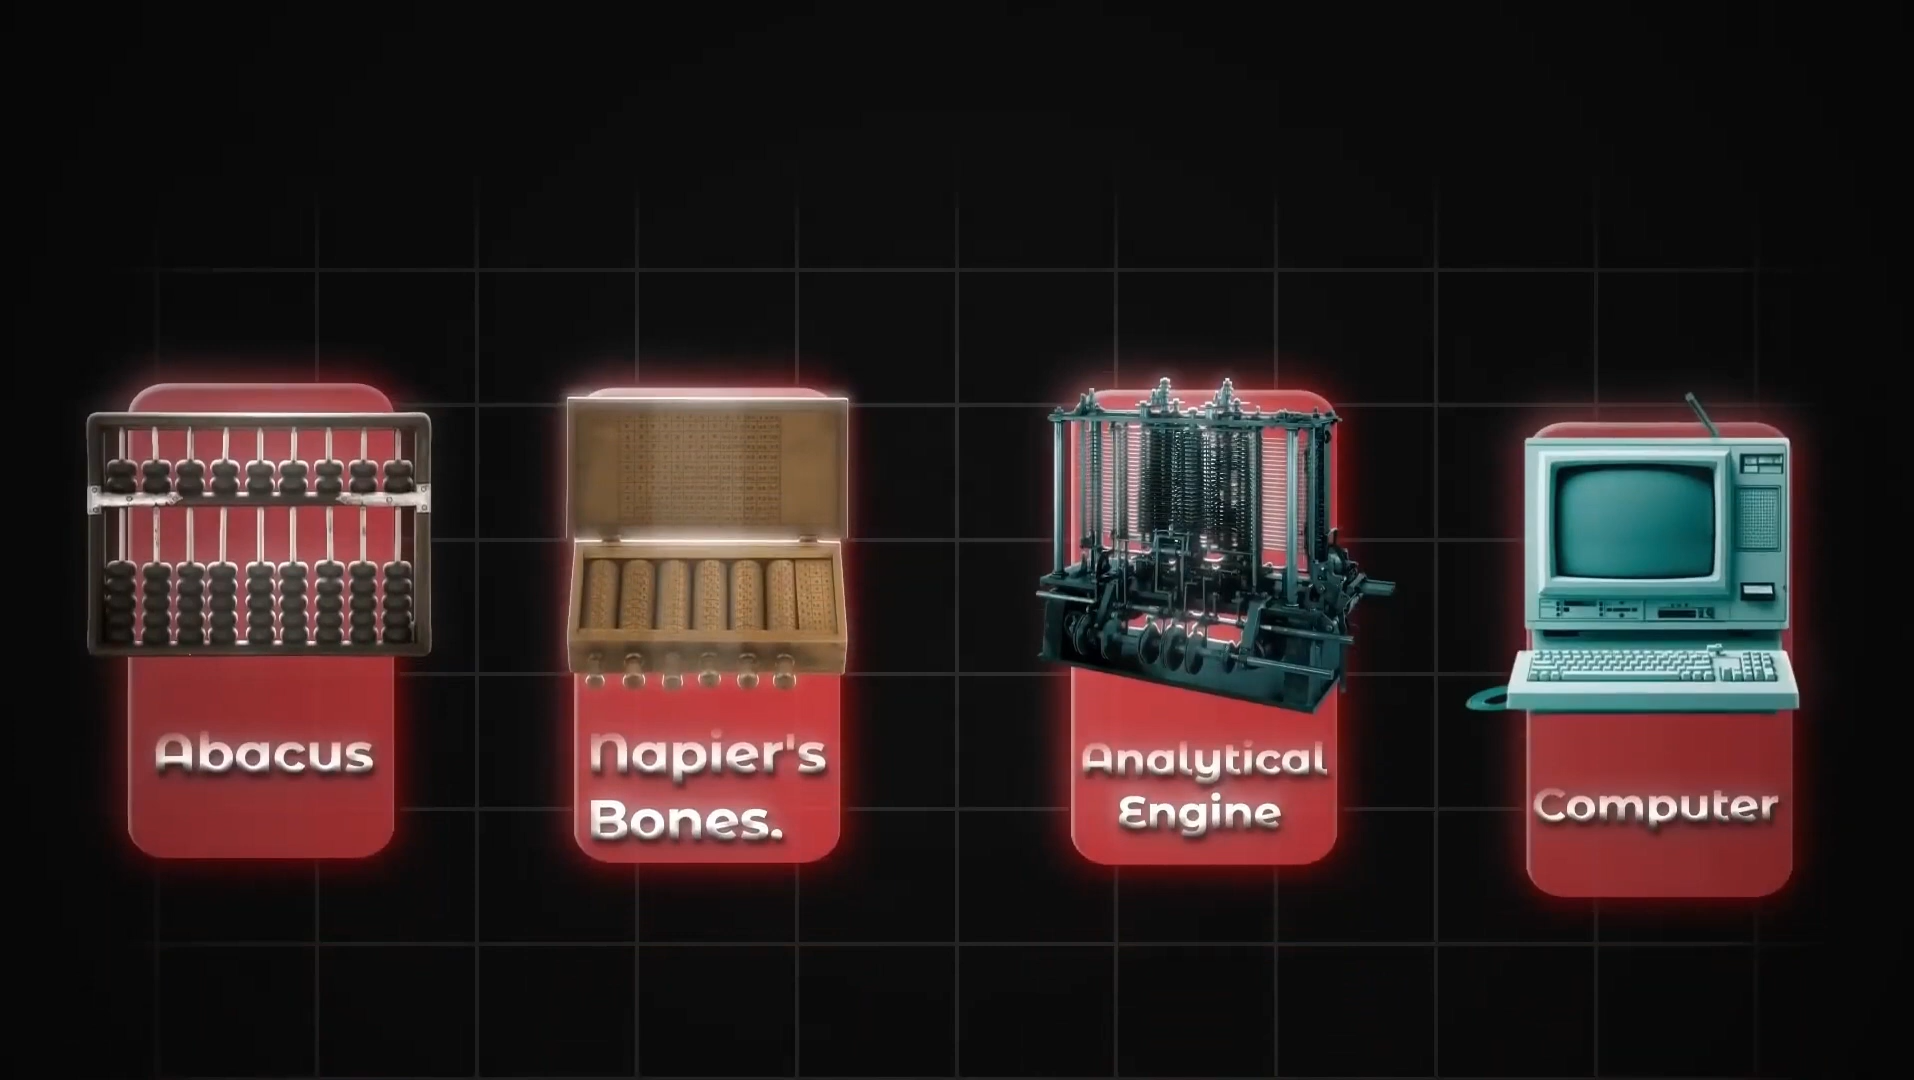 Abacus
Napier's
Bones.
Analytical
Engine
Computer